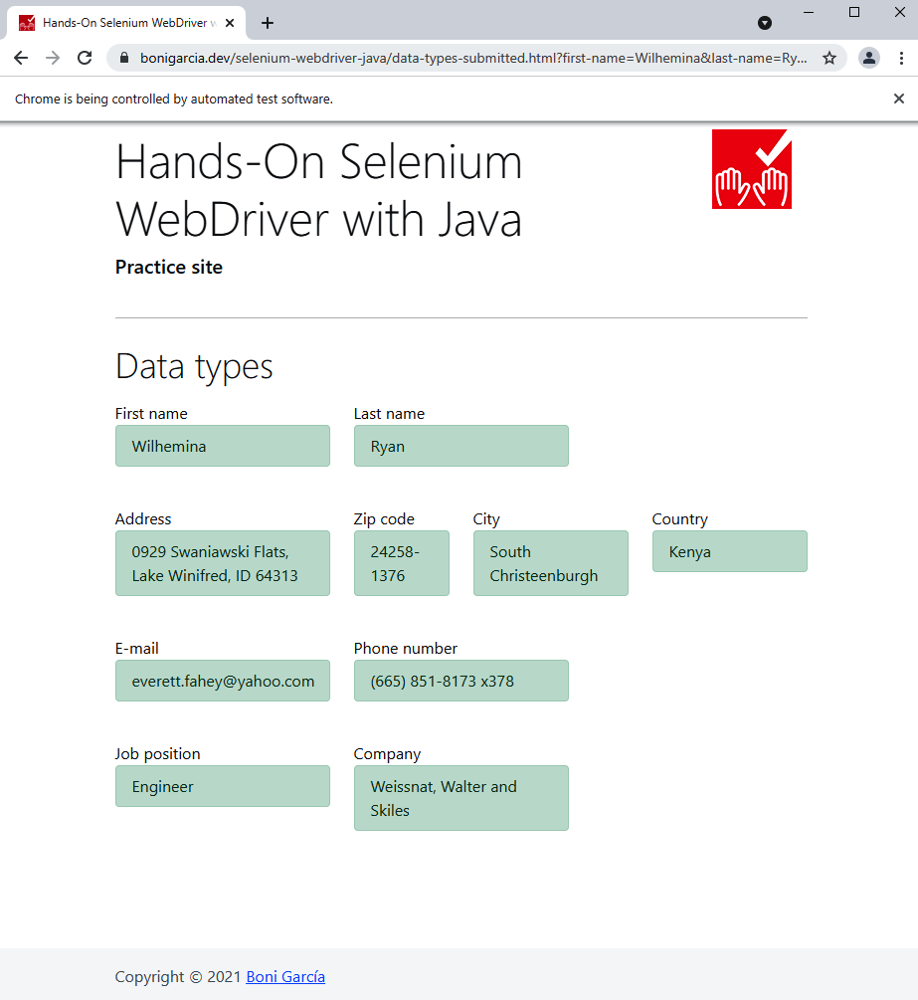 Hands-On Selenium WebDriver w
bonigarcia.dev/selenium-webdriver-java/data-types-submitted.html?first-name=Wilhemina&last-name=Ry...
Chrome is being controlled by automated test software.
Hands-On Selenium
WebDriver with Java
Practice site
Data types
First name
Last name
Wilhemina
Ryan
Address
Zip code
City
Country
0929 Swaniawski Flats,
Lake Winifred, ID 64313
24258-
1376
South
Christeenburgh
Kenya
E-mail
Phone number
everett.fahey@yahoo.com
(665) 851-8173 x378
Job position
Company
Engineer
Weissnat, Walter and
Skiles
Copyright © 2021 Boni García